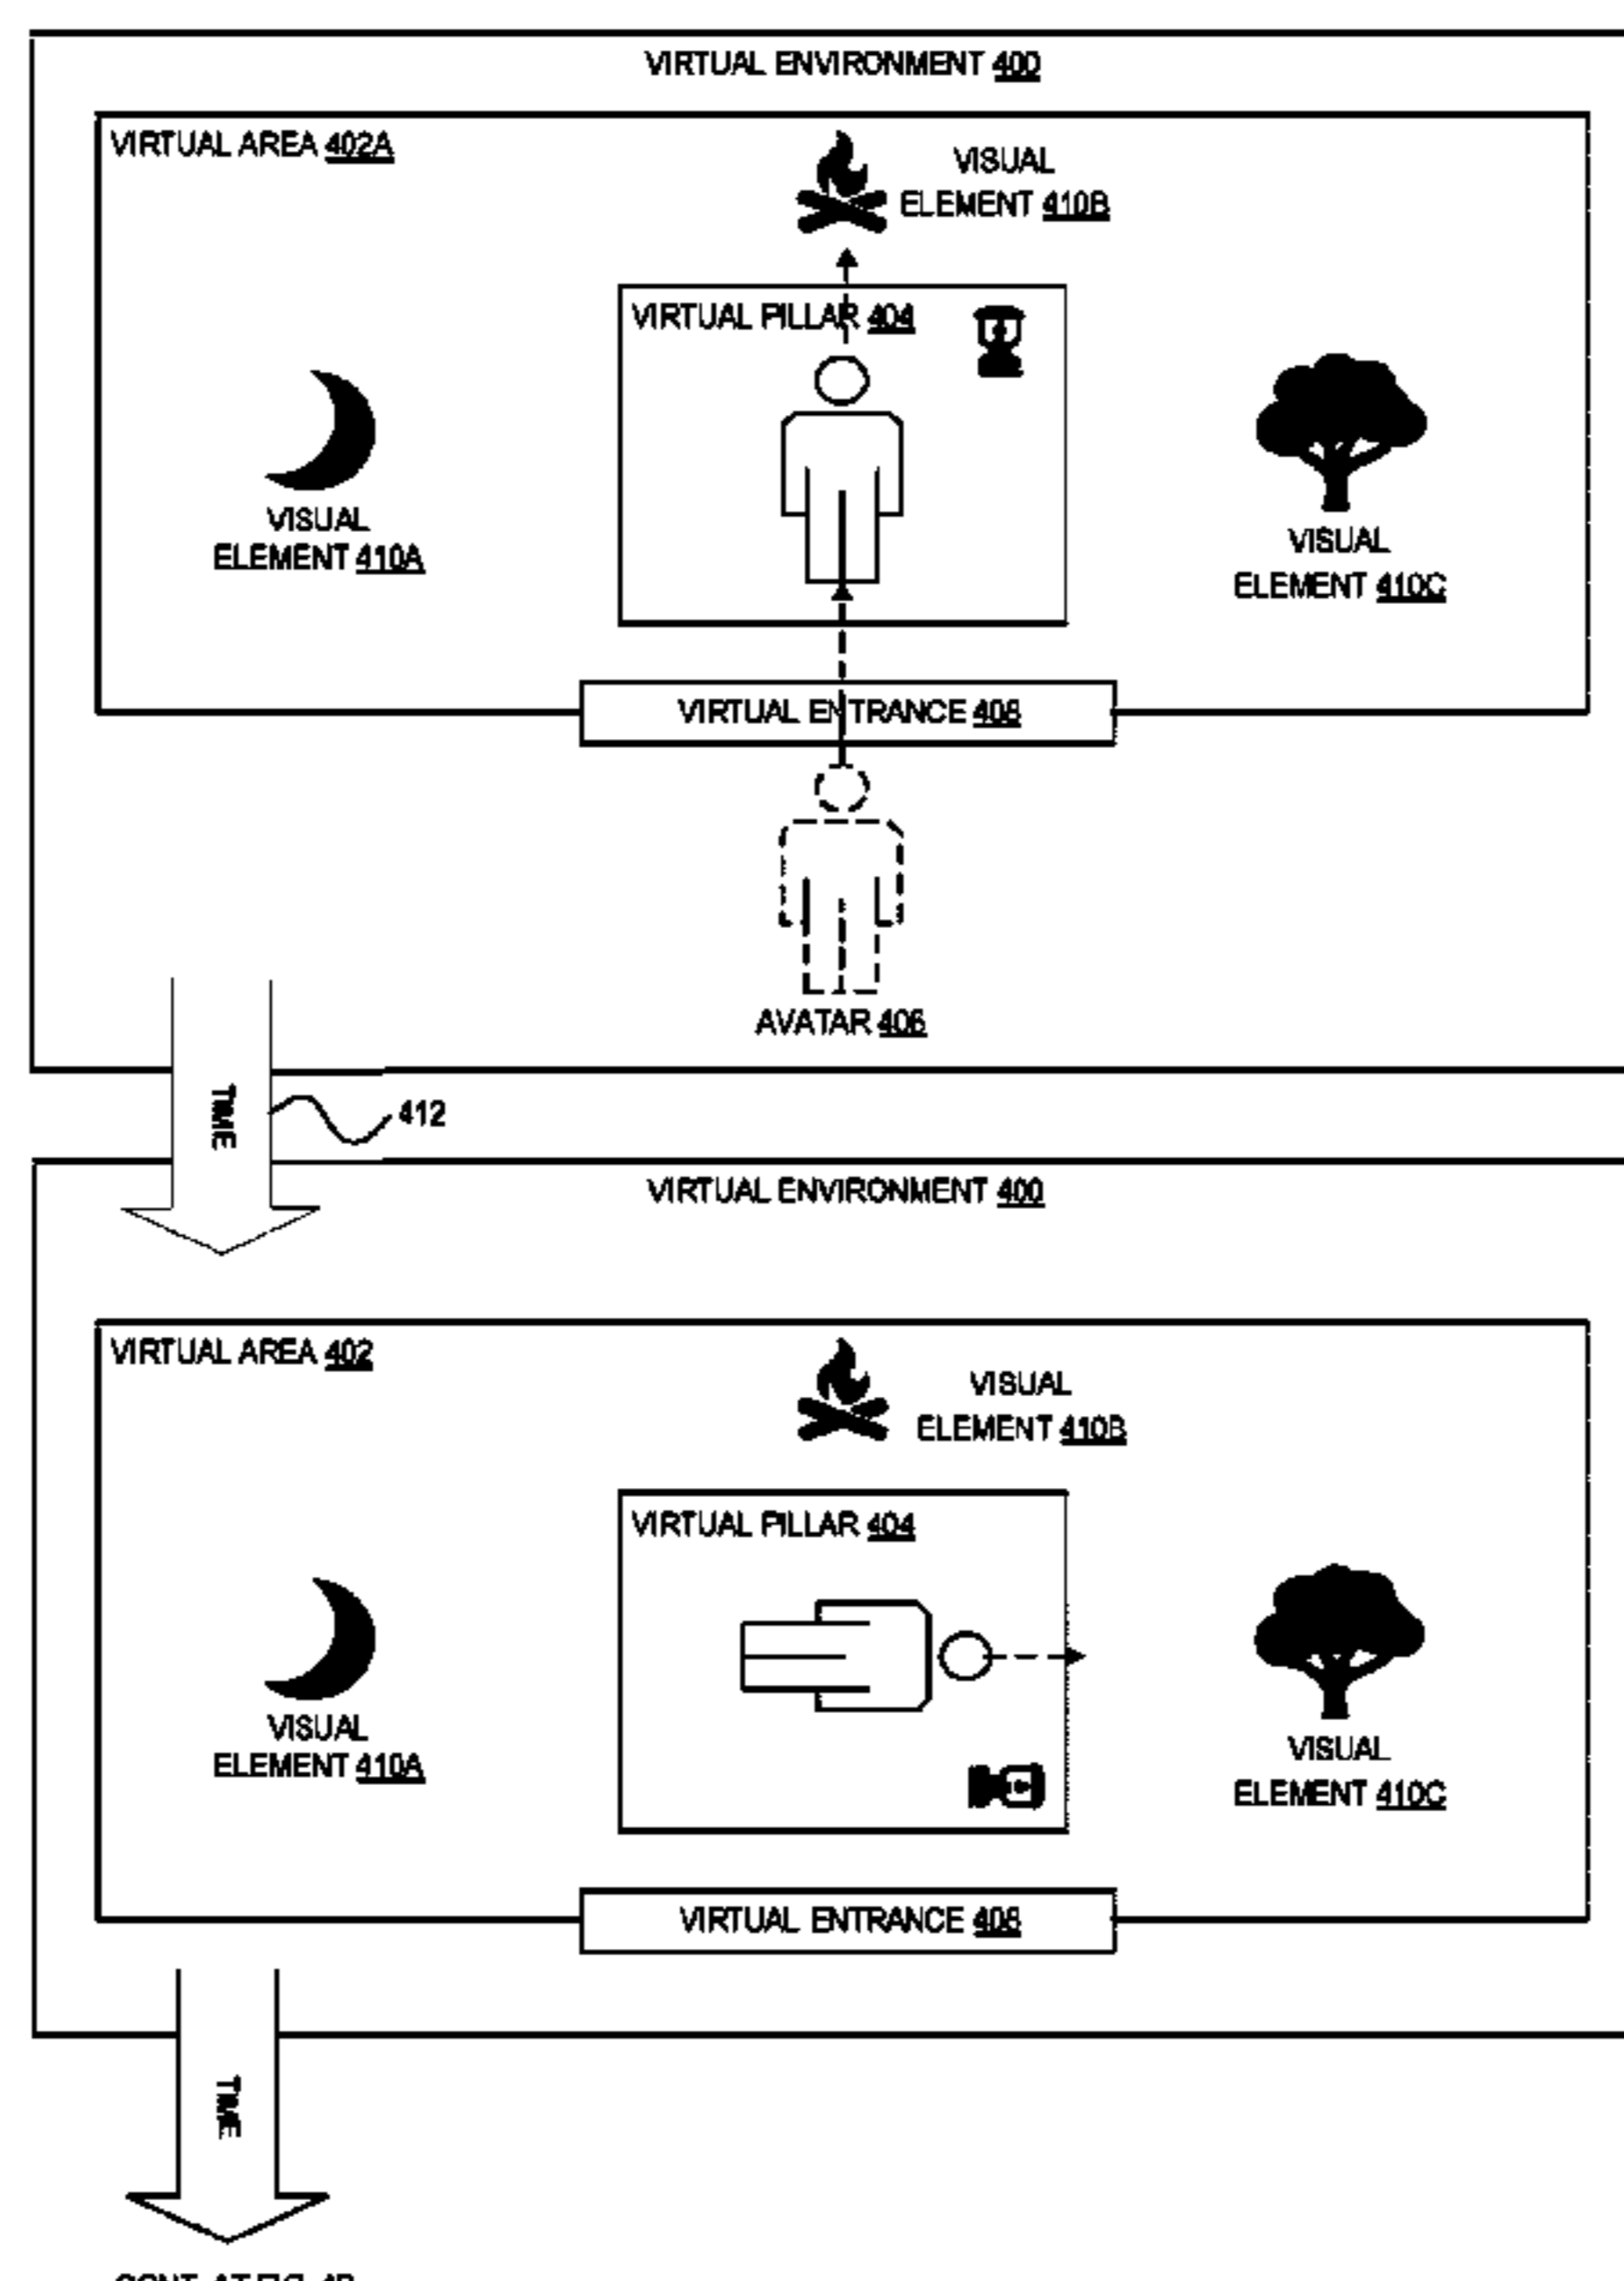 VIRTUAL ENVIRONMENT 400
VIRTUAL AREA 402A
VISUAL
ELEMENT 410B
VIRTUAL PILLAR 404
VISUAL
ELEMENT 410A
VISUAL
ELEMENT 410C
VIRTUAL ENTRANCE 408
AVATAR 406
TIME
412
VIRTUAL ENVIRONMENT 400
VIRTUAL AREA 402
VISUAL
ELEMENT 410B
VIRTUAL PILLAR 404
VISUAL
ELEMENT 410A
VISUAL
ELEMENT 410C
VIRTUAL ENTRANCE 408
TIME